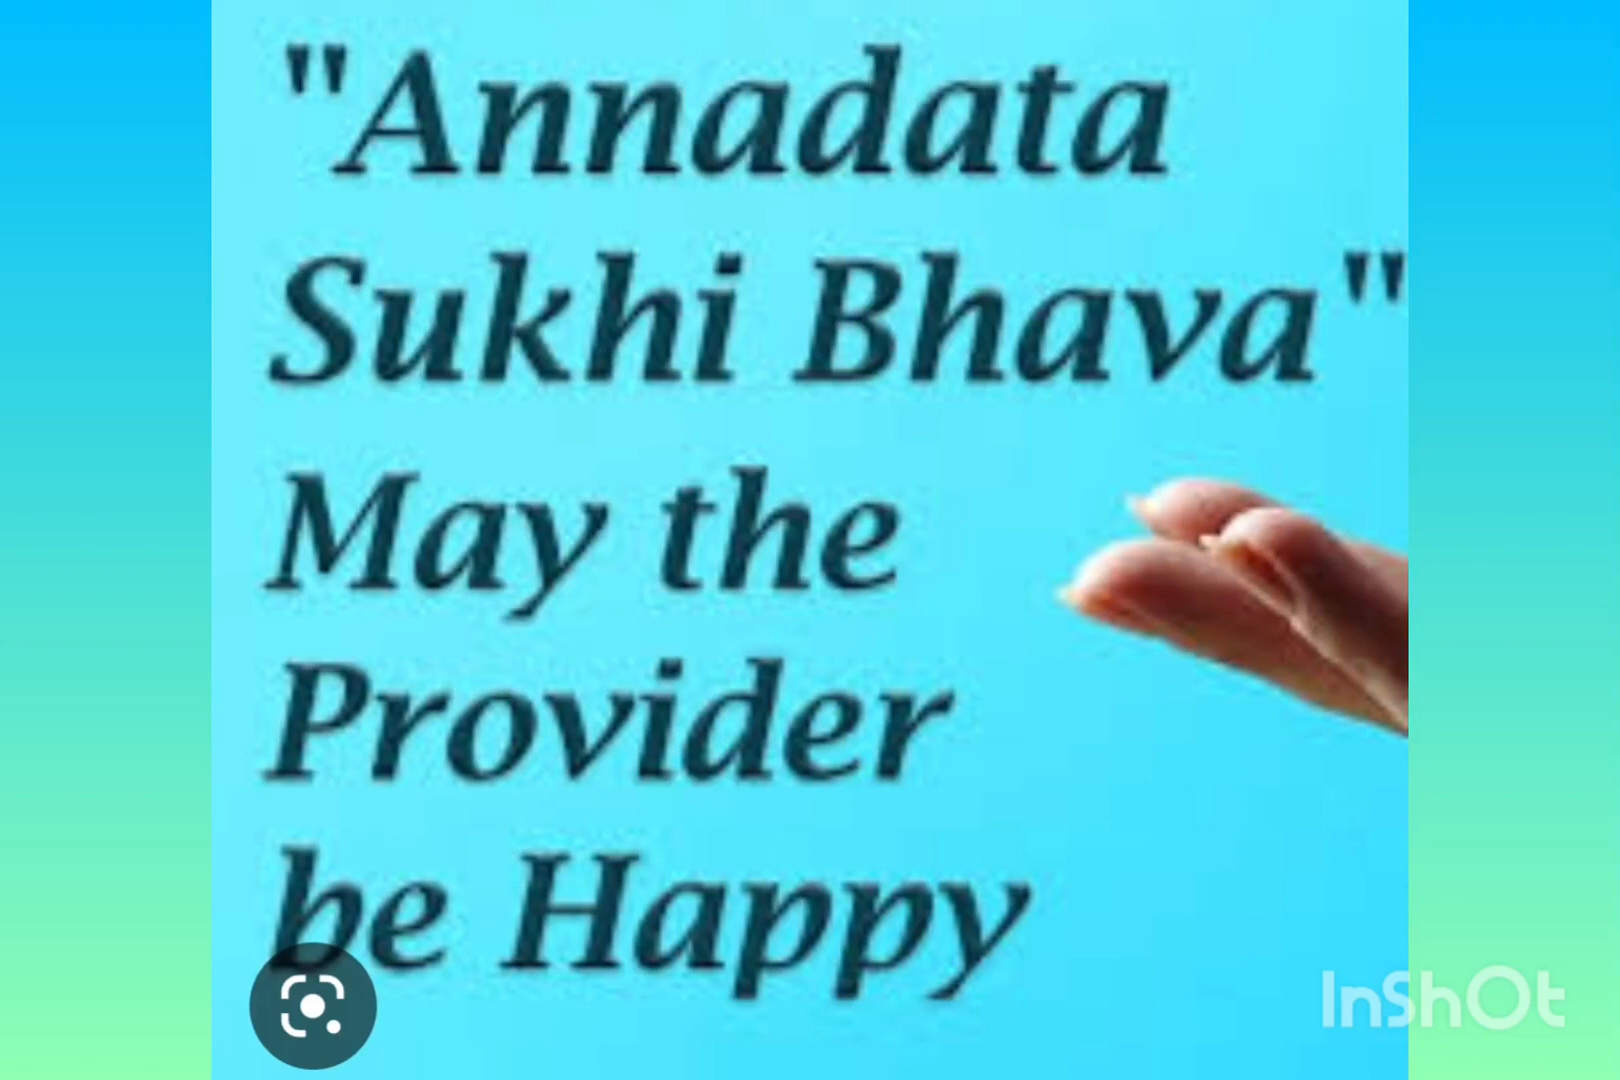 "Annadata
Sukhi Bhava"
May the
Provider
be Happy
InShOt